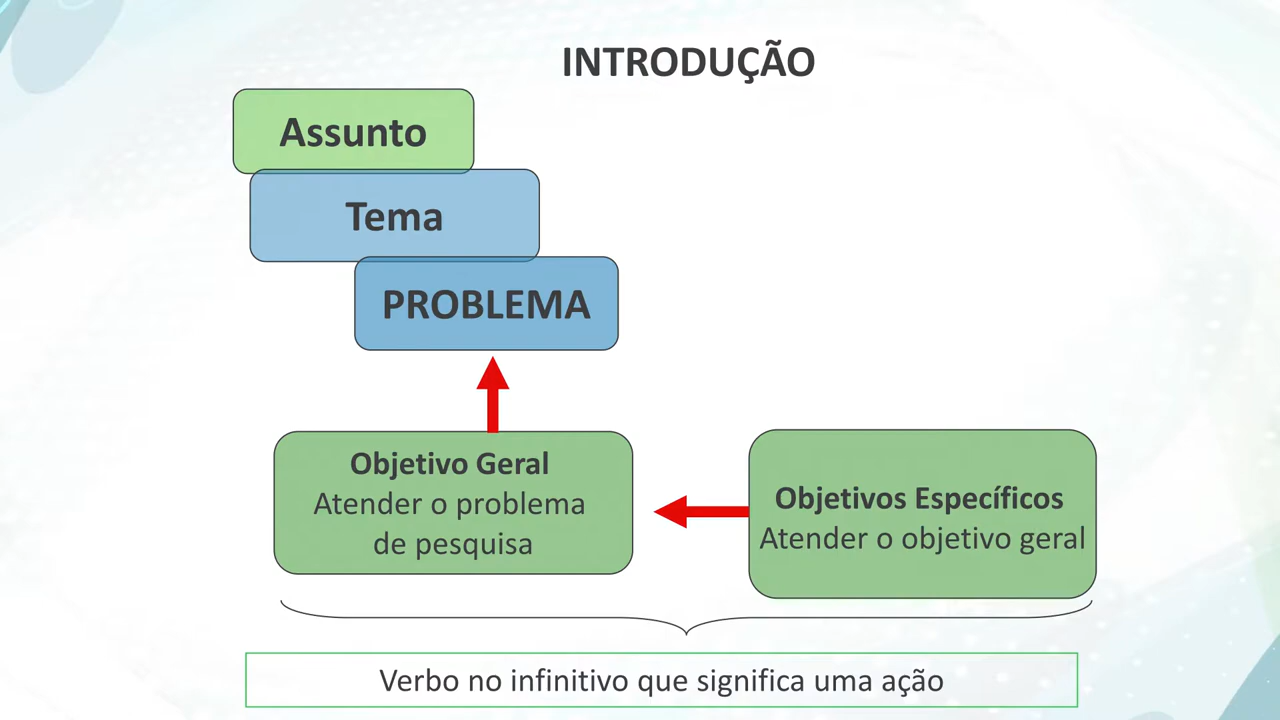 INTRODUÇÃO
Assunto
Tema
PROBLEMA
Objetivo Geral
Atender o problema
de pesquisa
Objetivos Específicos
Atender o objetivo geral
Verbo no infinitivo que significa uma ação